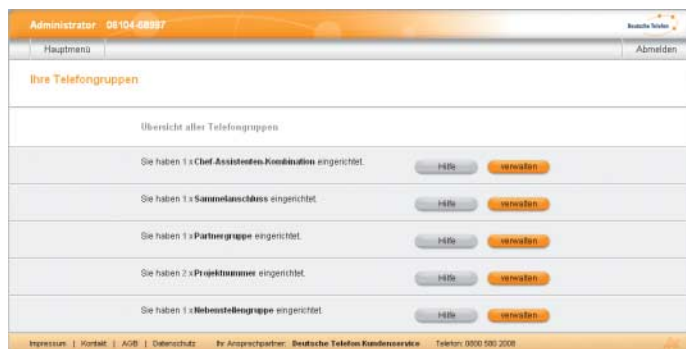 Administrator 08104-68997
Deutsche Telefon
Hauptmenü Abmelden
Ihre Telefongruppen
Übersicht aller Telefongruppen
Sie haben 1 x Chef-Assistenten-Kombination eingerichtet. Hilfe verwalten
Sie haben 1 x Sammelanschluss eingerichtet. Hilfe verwalten
Sie haben 1 x Partnergruppe eingerichtet. Hilfe verwalten
Sie haben 2 x Projektnummer eingerichtet. Hilfe verwalten
Sie haben 1 x Nebenstellengruppe eingerichtet. Hilfe verwalten
Impressum | Kontakt | AGB | Datenschutz Ihr Ansprechpartner: Deutsche Telefon Kundenservice Telefon: 0800 580 2008